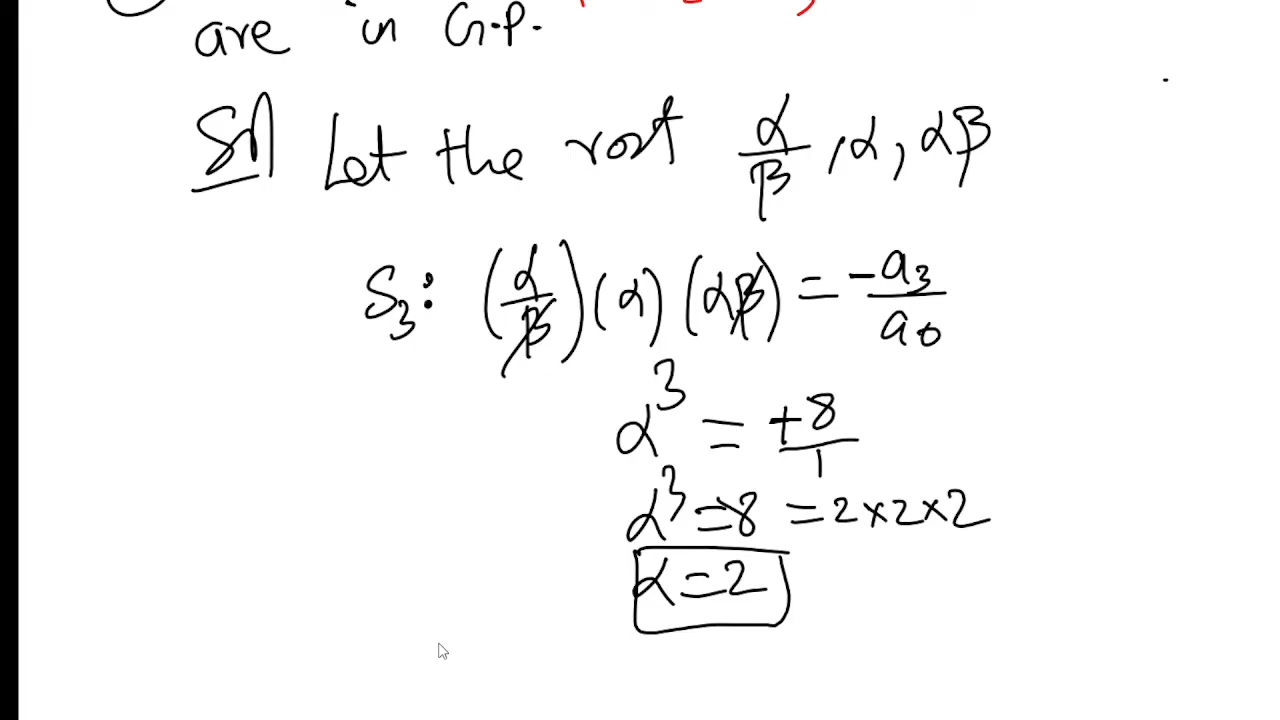 are in G.P.
Sol Let the root α/β, α, αβ
S₃: (α/β) (α) (αβ) = -a₃/a₀
α³ = +8/1
α³ = 8 = 2×2×2
α = 2